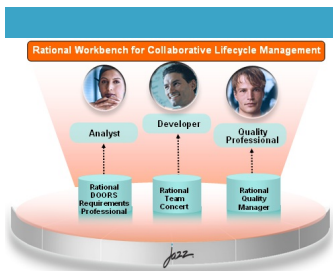 Rational Workbench for Collaborative Lifecycle Management
Analyst
Developer
Quality
Professional
Rational
DOORS
Requirements
Professional
Rational
Team
Concert
Rational
Quality
Manager
jazz